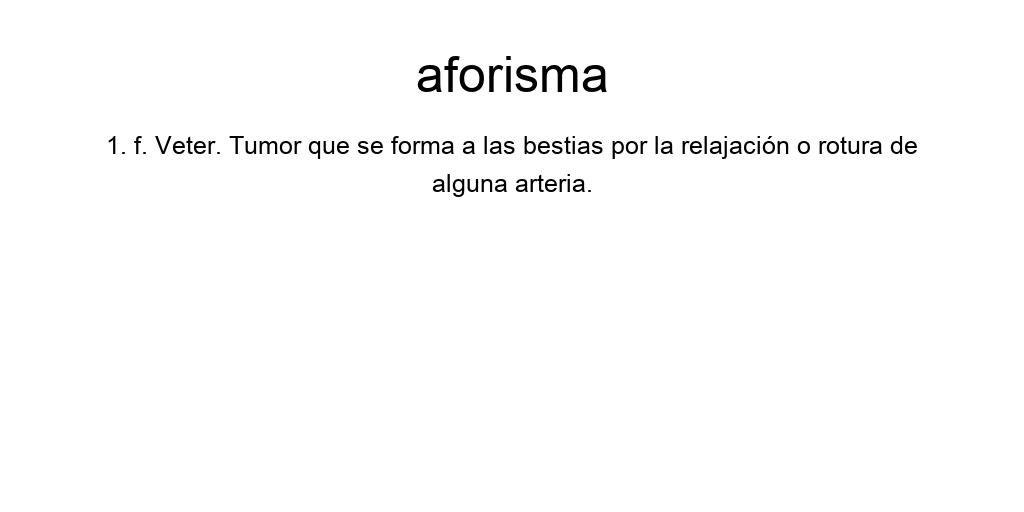 aforisma
1. f. Veter. Tumor que se forma a las bestias por la relajación o rotura de
alguna arteria.